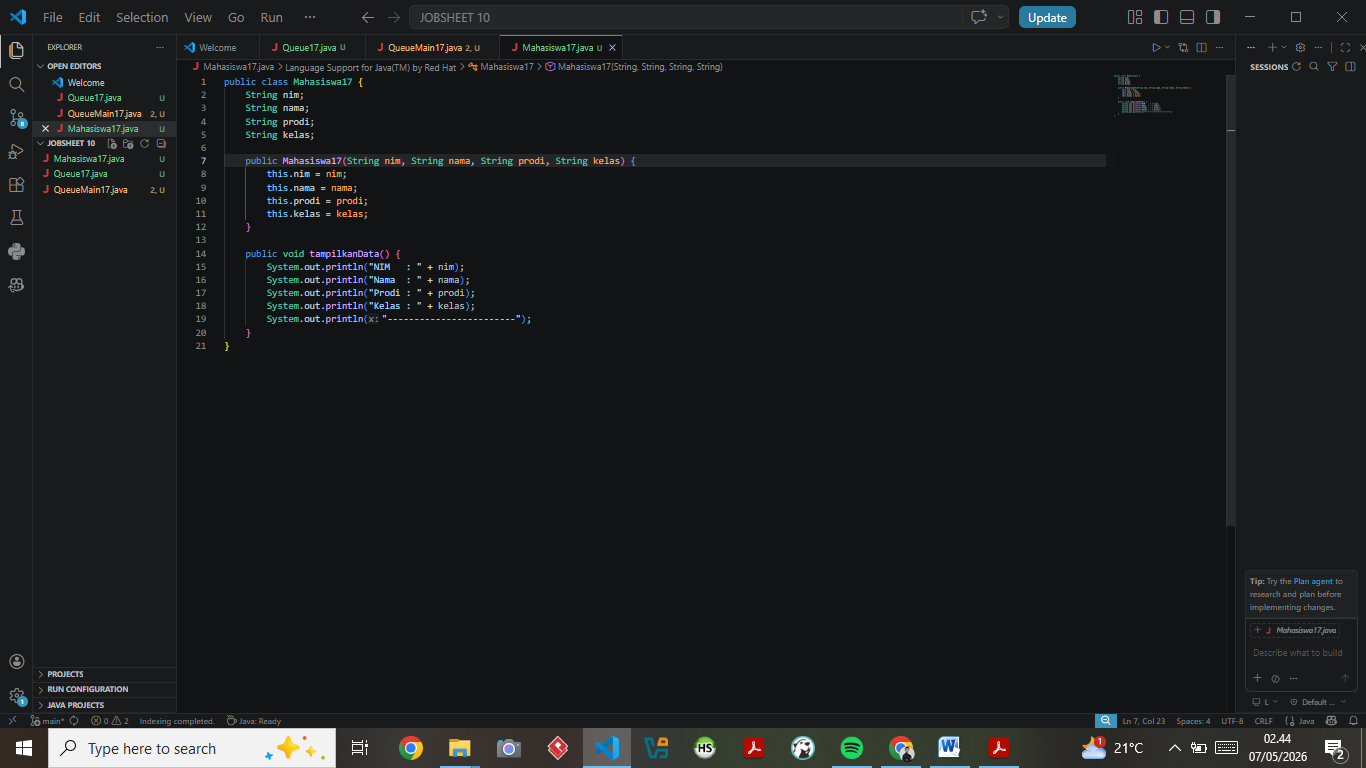 File Edit Selection View Go Run ··· JOBSHEET 10 Update
EXPLORER ···
OPEN EDITORS
Welcome
Queue17.java U
QueueMain17.java 2, U
Mahasiswa17.java U
JOBSHEET 10
Mahasiswa17.java U
Queue17.java U
QueueMain17.java 2, U
PROJECTS
RUN CONFIGURATION
JAVA PROJECTS
Welcome Queue17.java U QueueMain17.java 2, U Mahasiswa17.java U
Mahasiswa17.java > Language Support for Java(TM) by Red Hat > Mahasiswa17 > Mahasiswa17(String, String, String, String)
1 public class Mahasiswa17 {
2 String nim;
3 String nama;
4 String prodi;
5 String kelas;
6
7 public Mahasiswa17(String nim, String nama, String prodi, String kelas) {
8 this.nim = nim;
9 this.nama = nama;
10 this.prodi = prodi;
11 this.kelas = kelas;
12 }
13
14 public void tampilkanData() {
15 System.out.println("NIM   : " + nim);
16 System.out.println("Nama  : " + nama);
17 System.out.println("Prodi : " + prodi);
18 System.out.println("Kelas : " + kelas);
19 System.out.println(x: "------------------------");
20 }
21 }
SESSIONS
Tip: Try the Plan agent to
research and plan before
implementing changes.
Mahasiswa17.java
Describe what to build
L Default ...
main* 0 2 Indexing completed. Java: Ready Ln 7, Col 23 Spaces: 4 UTF-8 CRLF { } Java
Type here to search
HS
21°C
02.44
07/05/2026
2